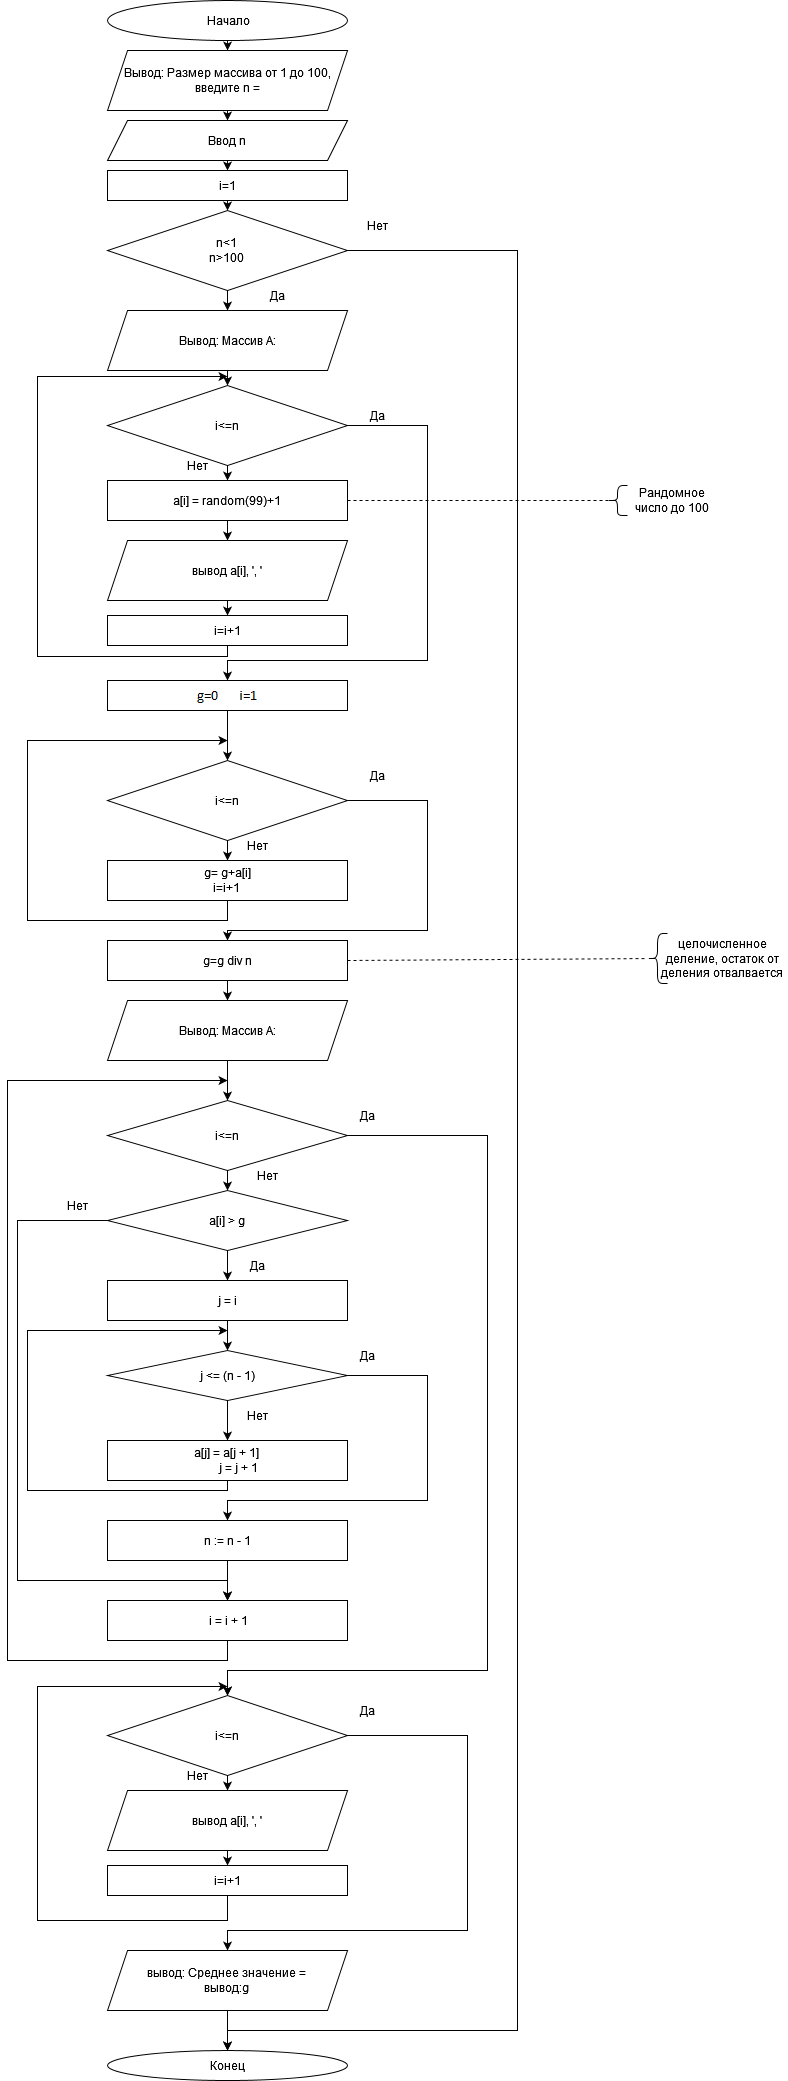 Начало
Вывод: Размер массива от 1 до 100,
введите n =
Ввод n
i=1
Нет
n<1
n>100
Да
Вывод: Массив А:
i<=n
Да
Нет
a[i] = random(99)+1
Рандомное
число до 100
вывод a[i], ', '
i=i+1
g=0 i=1
Да
i<=n
Нет
g= g+a[i]
i=i+1
g=g div n
целочисленное
деление, остаток от
деления отвалвается
Вывод: Массив А:
Да
i<=n
Нет
Нет
a[i] > g
Да
j = i
Да
j <= (n - 1)
Нет
a[j] = a[j + 1]
j = j + 1
n := n - 1
i = i + 1
Да
i<=n
Нет
вывод a[i], ', '
i=i+1
вывод: Среднее значение =
вывод:g
Конец